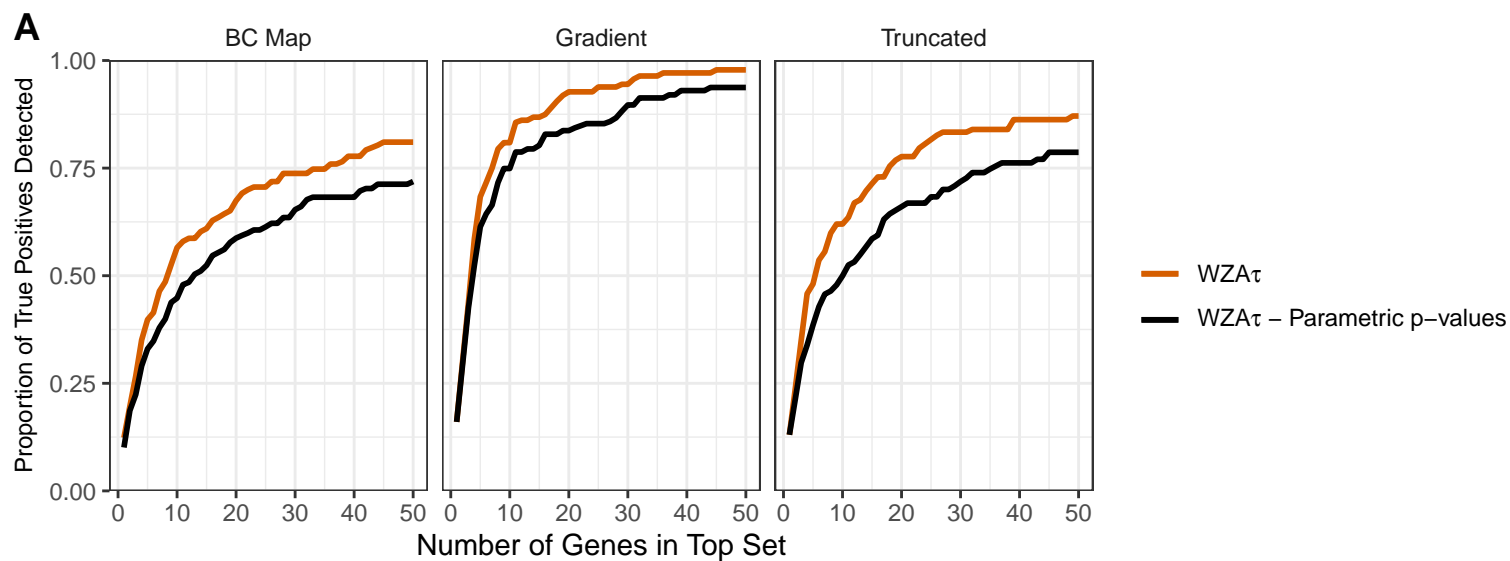 A
BC Map
Gradient
Truncated
Proportion of True Positives Detected
1.00
0.75
0.50
0.25
0.00
0 10 20 30 40 50
0 10 20 30 40 50
0 10 20 30 40 50
Number of Genes in Top Set
WZAτ
WZAτ − Parametric p−values